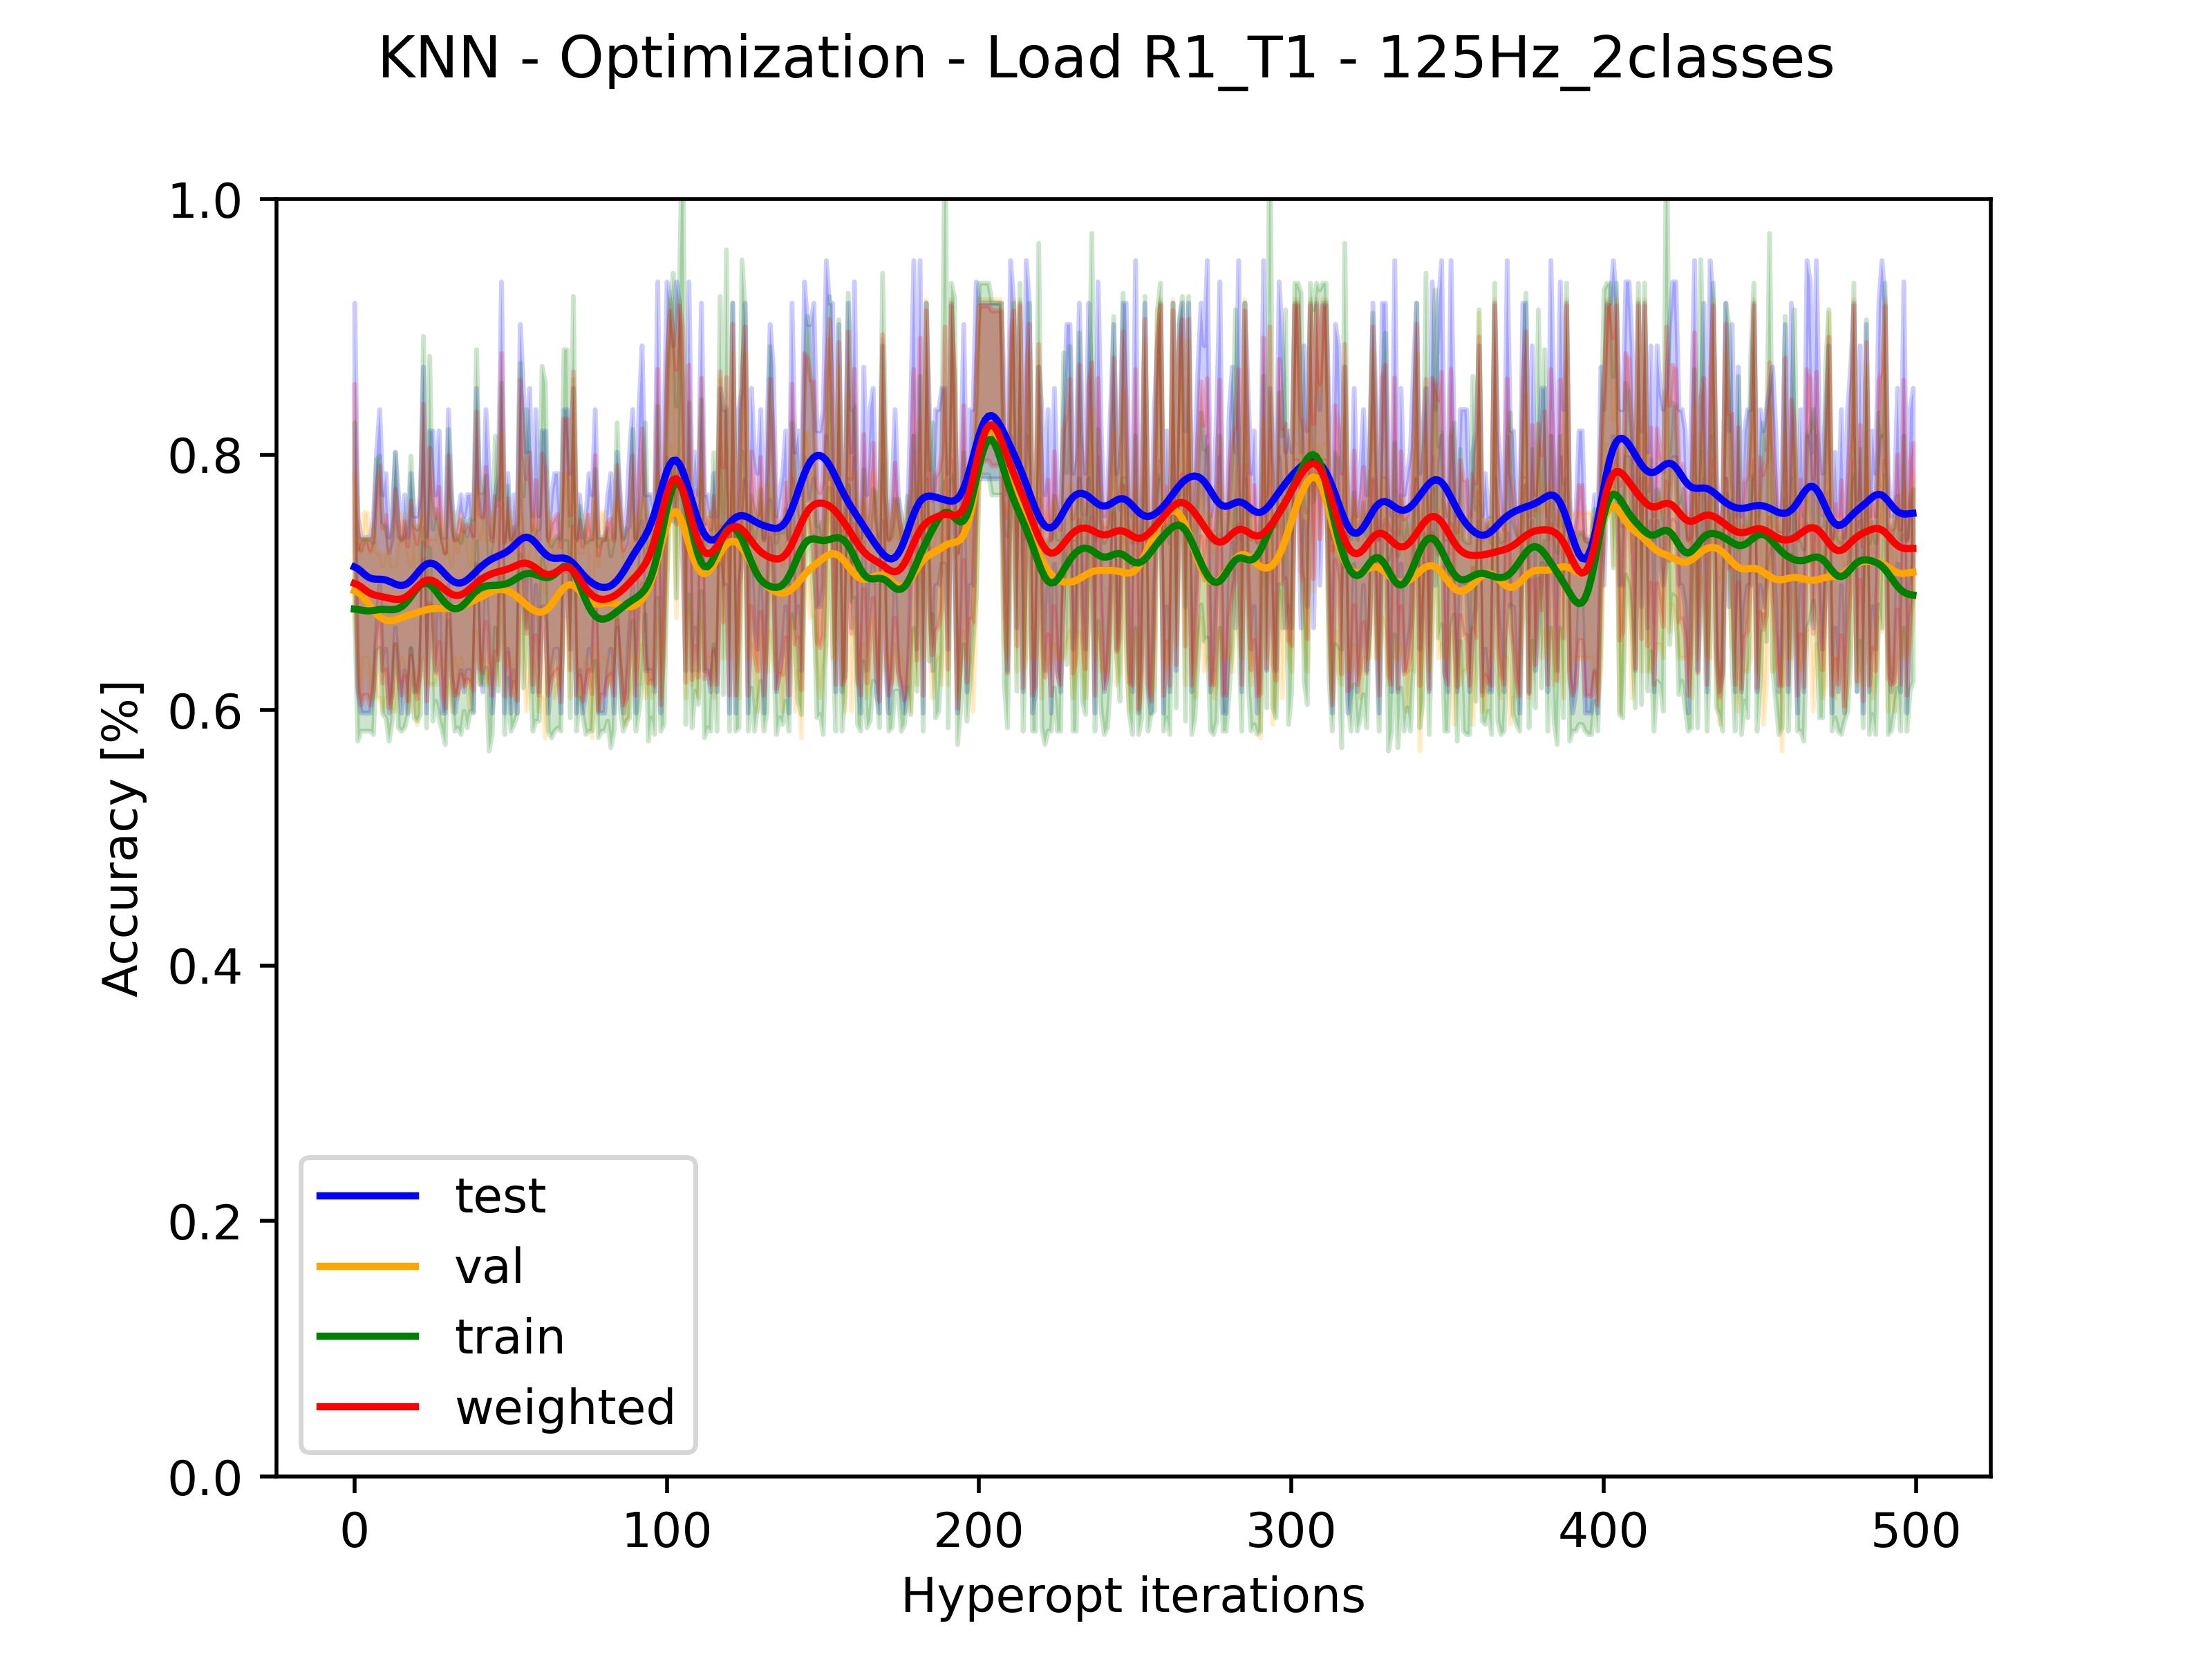 KNN - Optimization - Load R1_T1 - 125Hz_2classes
1.0
0.8
0.6
0.4
0.2
0.0
Accuracy [%]
test
val
train
weighted
0 100 200 300 400 500
Hyperopt iterations